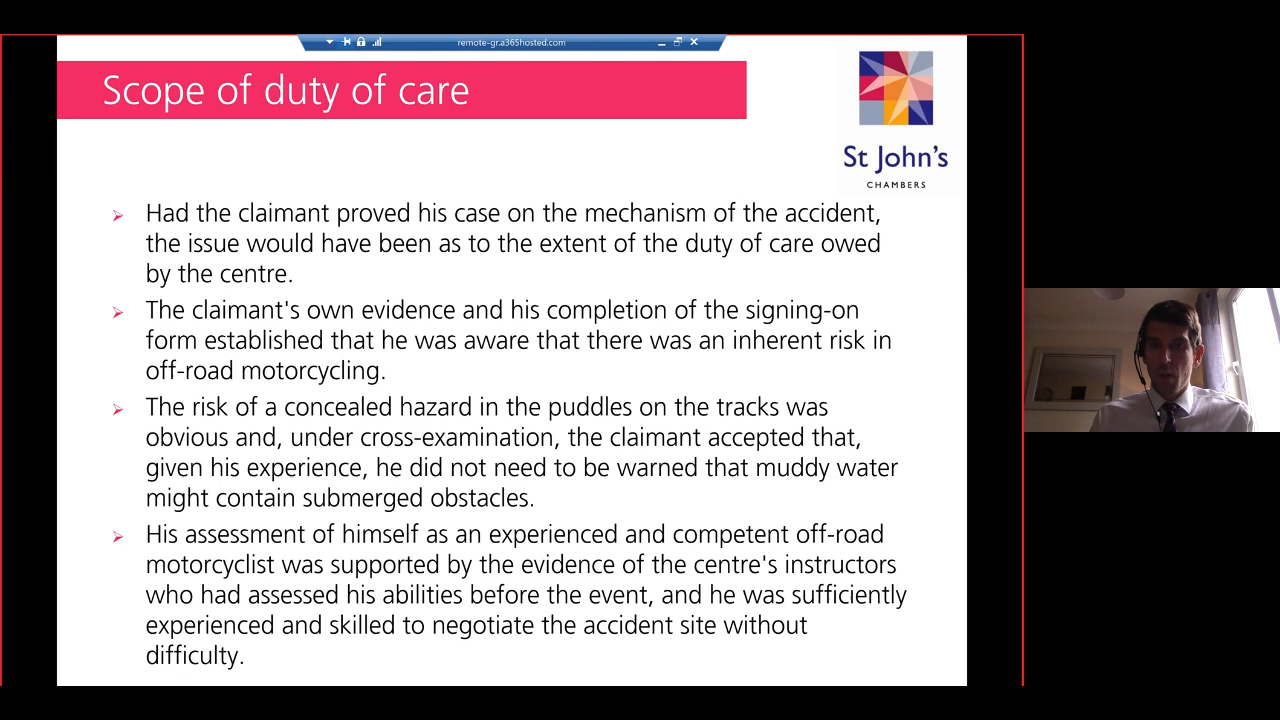 remote-gr.a365hosted.com
Scope of duty of care
St John's
CHAMBERS
Had the claimant proved his case on the mechanism of the accident,
the issue would have been as to the extent of the duty of care owed
by the centre.
The claimant's own evidence and his completion of the signing-on
form established that he was aware that there was an inherent risk in
off-road motorcycling.
The risk of a concealed hazard in the puddles on the tracks was
obvious and, under cross-examination, the claimant accepted that,
given his experience, he did not need to be warned that muddy water
might contain submerged obstacles.
His assessment of himself as an experienced and competent off-road
motorcyclist was supported by the evidence of the centre's instructors
who had assessed his abilities before the event, and he was sufficiently
experienced and skilled to negotiate the accident site without
difficulty.